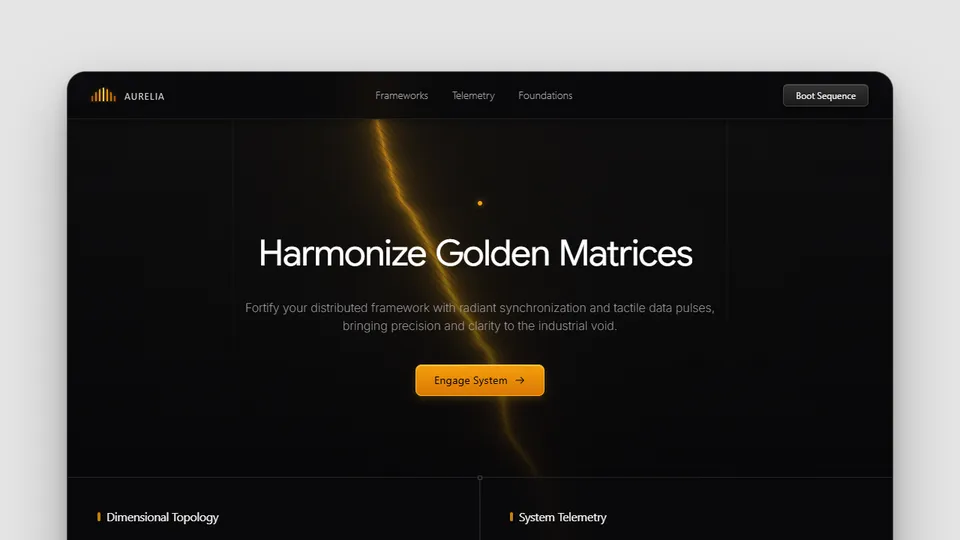 AURELIA
Frameworks
Telemetry
Foundations
Boot Sequence
Harmonize Golden Matrices
Fortify your distributed framework with radiant synchronization and tactile data pulses,
bringing precision and clarity to the industrial void.
Engage System →
Dimensional Topology
System Telemetry